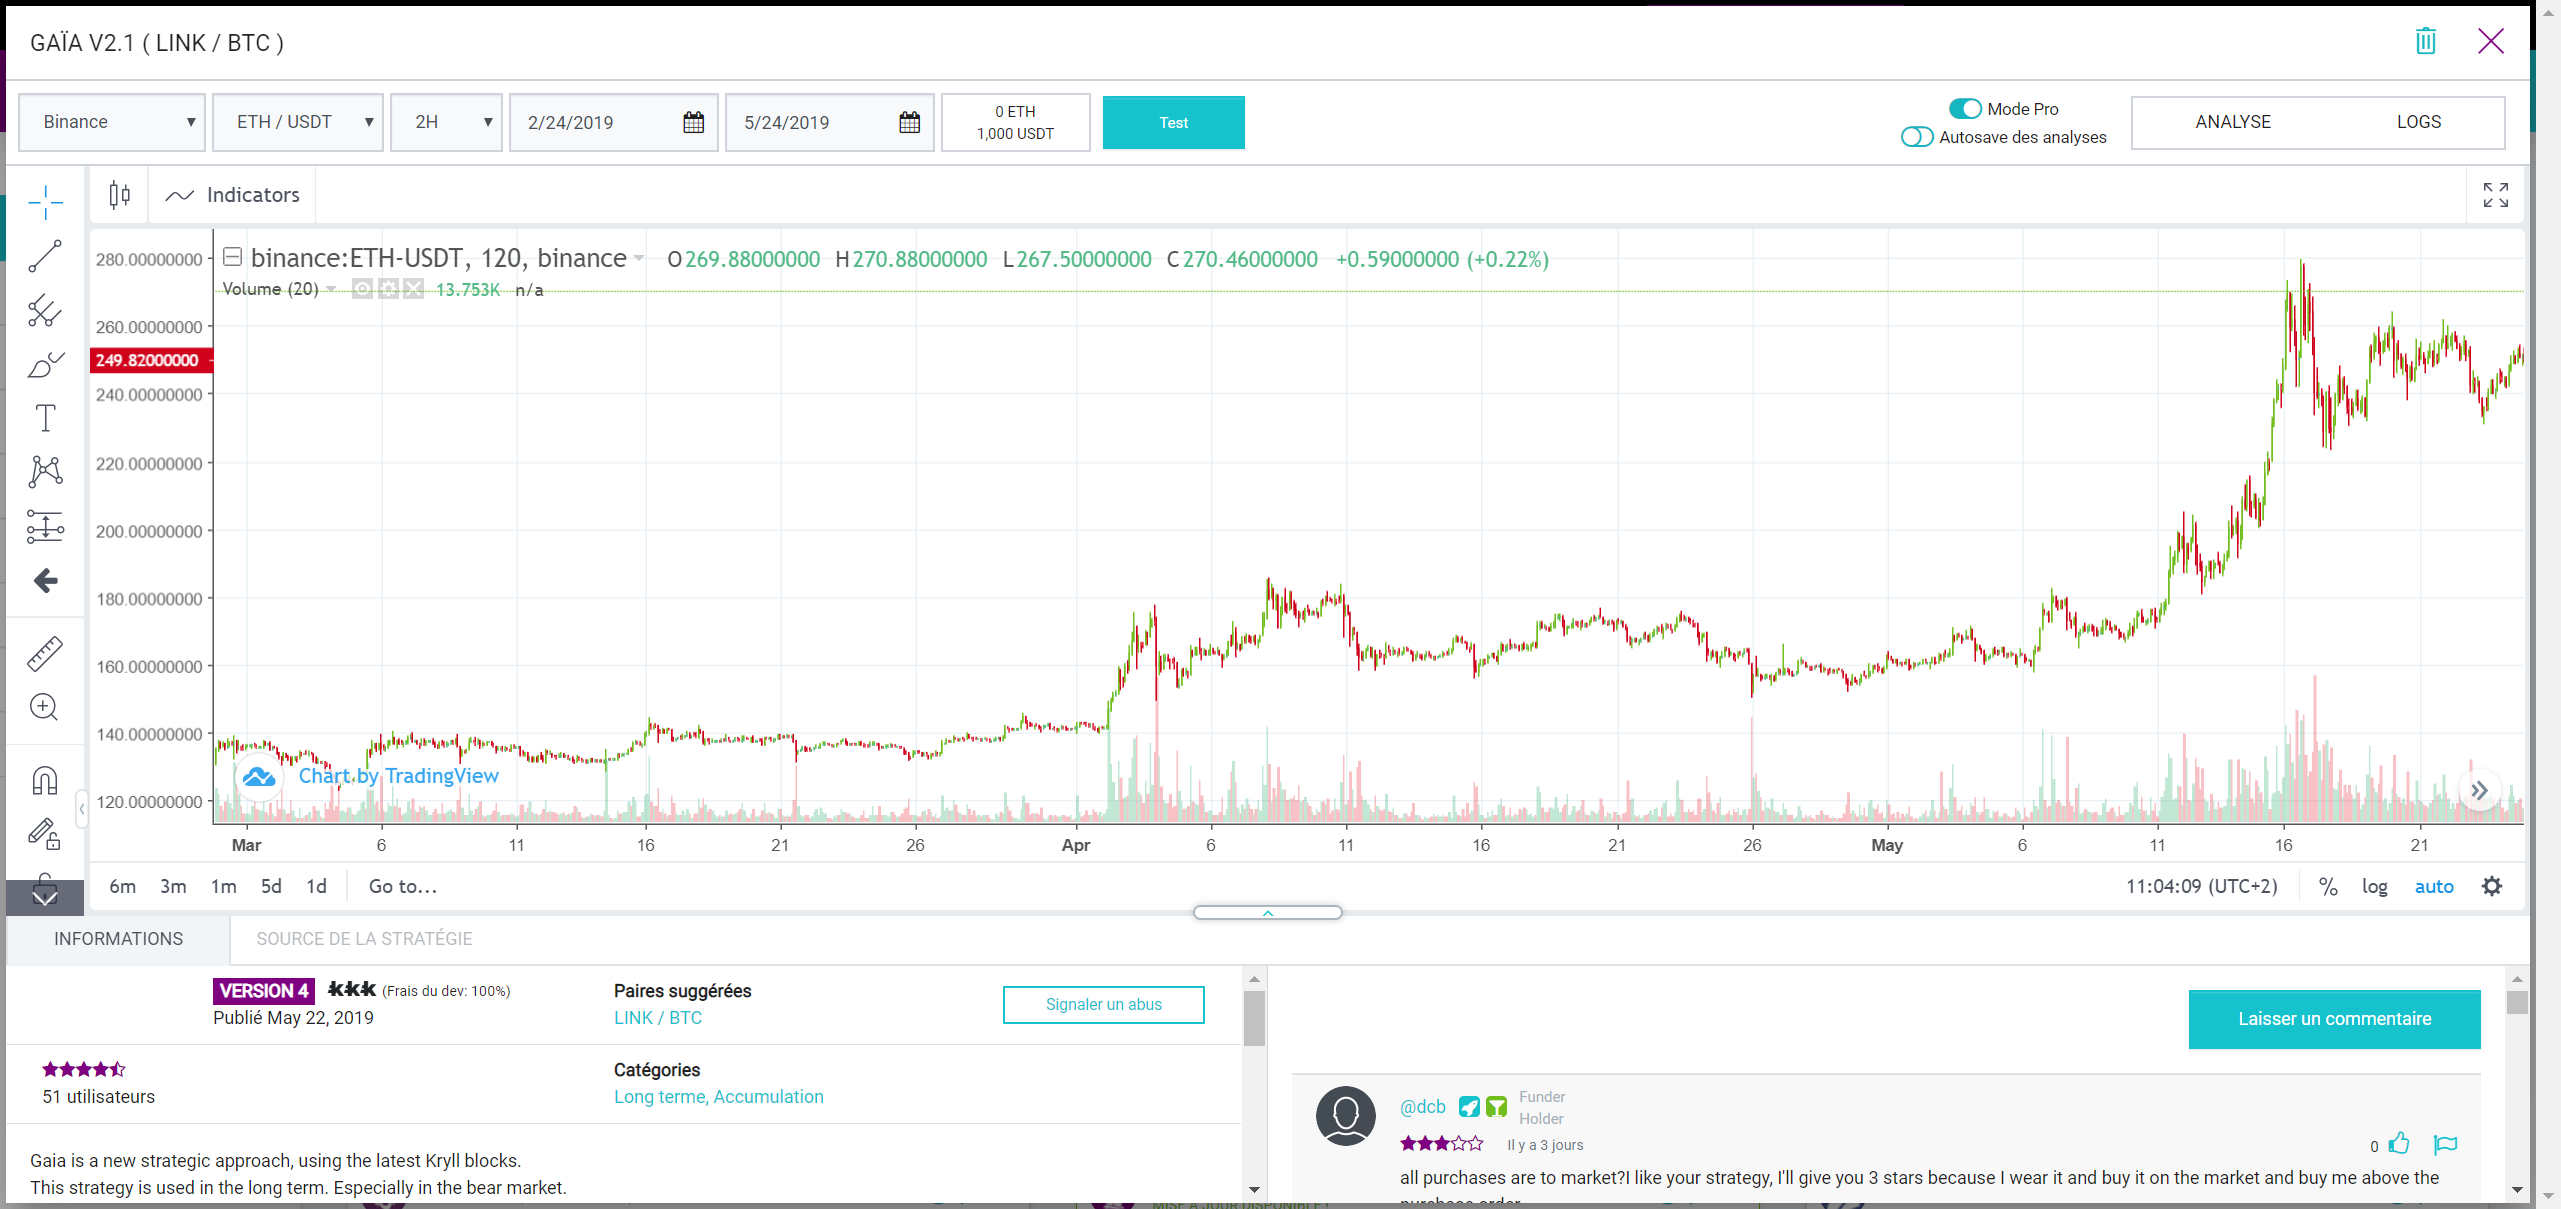 GAÏA V2.1 ( LINK / BTC )
Binance
ETH / USDT
2H
2/24/2019
5/24/2019
0 ETH
1,000 USDT
Test
Mode Pro
Autosave des analyses
ANALYSE
LOGS
Indicators
binance:ETH-USDT, 120, binance
O269.88000000 H270.88000000 L267.50000000 C270.46000000 +0.59000000 (+0.22%)
Volume (20) 13.753K n/a
280.00000000
260.00000000
249.82000000
240.00000000
220.00000000
200.00000000
180.00000000
160.00000000
140.00000000
120.00000000
Chart by TradingView
Mar 6 11 16 21 26 Apr 6 11 16 21 26 May 6 11 16 21
6m 3m 1m 5d 1d Go to...
11:04:09 (UTC+2) % log auto
INFORMATIONS
SOURCE DE LA STRATÉGIE
VERSION 4 (Frais du dev: 100%)
Publié May 22, 2019
Paires suggérées
LINK / BTC
Signaler un abus
51 utilisateurs
Catégories
Long terme, Accumulation
Gaia is a new strategic approach, using the latest Kryll blocks.
This strategy is used in the long term. Especially in the bear market.
Laisser un commentaire
@dcb
Funder
Holder
Il y a 3 jours
0
all purchases are to market?I like your strategy, I'll give you 3 stars because I wear it and buy it on the market and buy me above the
purchase order
MISE A JOUR DISPONIBLE !